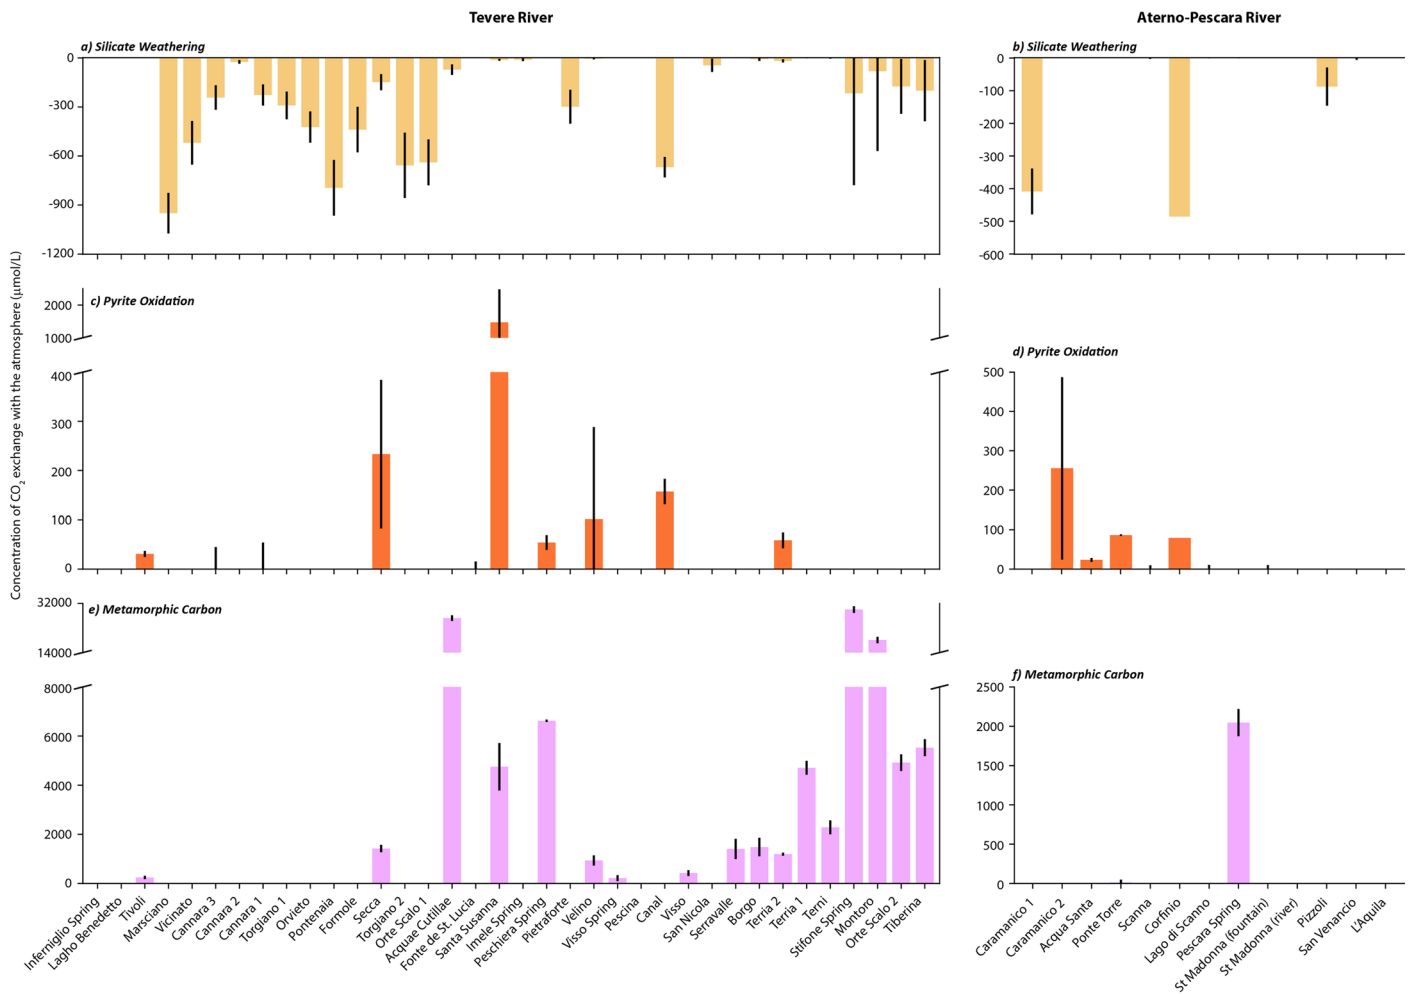 Tevere River
Aterno-Pescara River
a) Silicate Weathering
b) Silicate Weathering
0
-300
-600
-900
-1200
0
-100
-200
-300
-400
-500
-600
Concentration of CO2 exchange with the atmosphere (μmol/L)
c) Pyrite Oxidation
2000
1000
400
300
200
100
0
d) Pyrite Oxidation
500
400
300
200
100
0
e) Metamorphic Carbon
32000
14000
8000
6000
4000
2000
0
f) Metamorphic Carbon
2500
2000
1500
1000
500
0
Inferniglio Spring
Lagho Benedetto
Tivoli
Marsciano
Vicinato
Cannara 3
Cannara 2
Cannara 1
Torgiano 1
Orvieto
Pontenaia
Formole
Secca
Torgiano 2
Orte Scalo 1
Acquae Cutillae
Fonte de St. Lucia
Santa Susanna
Imele Spring
Peschiera Spring
Pietraforte
Velino
Visso Spring
Pescina
Canal
Visso
San Nicola
Serravalle
Borgo
Terria 2
Terria 1
Terni
Stifone Spring
Montoro
Orte Scalo 2
Tiberina
Caramanico 1
Caramanico 2
Acqua Santa
Ponte Torre
Scanna
Corfinio
Lago di Scanno
Pescara Spring
St Madonna (fountain)
St Madonna (river)
Pizzoli
San Venancio
L'Aquila